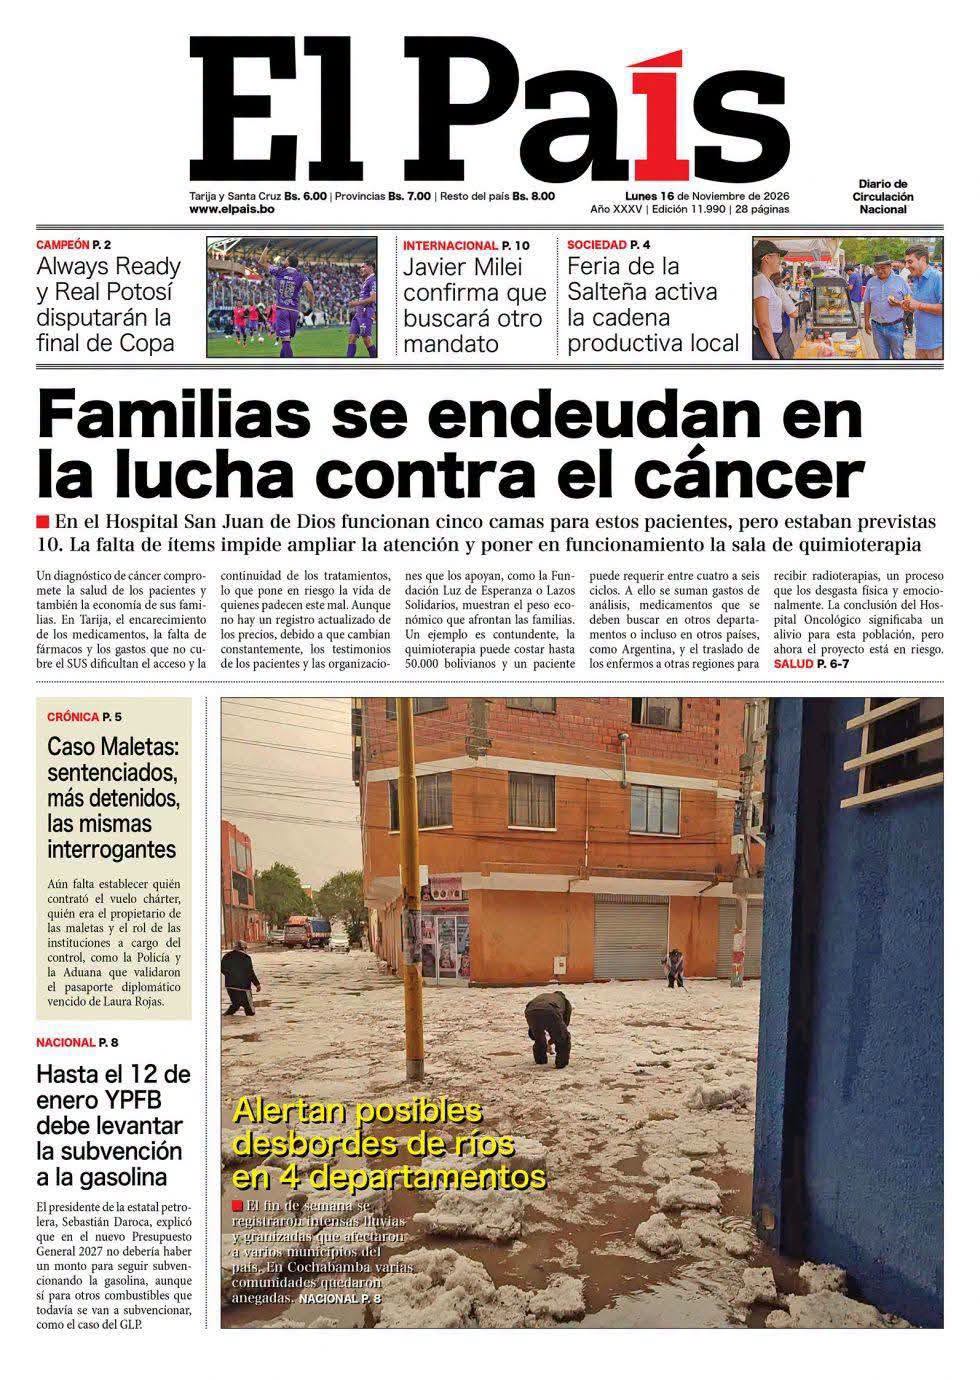 El País
Tarija y Santa Cruz Bs. 6.00 | Provincias Bs. 7.00 | Resto del país Bs. 8.00
www.elpais.bo
Lunes 16 de Noviembre de 2026
Año XXXV | Edición 11.990 | 28 páginas
Diario de
Circulación
Nacional
CAMPEÓN P. 2
Always Ready
y Real Potosí
disputarán la
final de Copa
INTERNACIONAL P. 10
Javier Milei
confirma que
buscará otro
mandato
SOCIEDAD P. 4
Feria de la
Salteña activa
la cadena
productiva local
Familias se endeudan en
la lucha contra el cáncer
En el Hospital San Juan de Dios funcionan cinco camas para estos pacientes, pero estaban previstas
10. La falta de ítems impide ampliar la atención y poner en funcionamiento la sala de quimioterapia
Un diagnóstico de cáncer compro-
mete la salud de los pacientes y
también la economía de sus fami-
lias. En Tarija, el encarecimiento
de los medicamentos, la falta de
fármacos y los gastos que no cu-
bre el SUS dificultan el acceso y la
continuidad de los tratamientos,
lo que pone en riesgo la vida de
quienes padecen este mal. Aunque
no hay un registro actualizado de
los precios, debido a que cambian
constantemente, los testimonios
de los pacientes y las organizacio-
nes que los apoyan, como la Fun-
dación Luz de Esperanza o Lazos
Solidarios, muestran el peso eco-
nómico que afrontan las familias.
Un ejemplo es contundente, la
quimioterapia puede costar hasta
50.000 bolivianos y un paciente
puede requerir entre cuatro a seis
ciclos. A ello se suman gastos de
análisis, medicamentos que se
deben buscar en otros departa-
mentos o incluso en otros países,
como Argentina, y el traslado de
los enfermos a otras regiones para
recibir radioterapias, un proceso
que los desgasta física y emocio-
nalmente. La conclusión del Hos-
pital Oncológico significaba un
alivio para esta población, pero
ahora el proyecto está en riesgo.
SALUD P. 6-7
CRÓNICA P. 5
Caso Maletas:
sentenciados,
más detenidos,
las mismas
interrogantes
Aún falta establecer quién
contrató el vuelo chárter,
quién era el propietario de
las maletas y el rol de las
instituciones a cargo del
control, como la Policía y
la Aduana que validaron
el pasaporte diplomático
vencido de Laura Rojas.
NACIONAL P. 8
Hasta el 12 de
enero YPFB
debe levantar
la subvención
a la gasolina
El presidente de la estatal petro-
lera, Sebastián Daroca, explicó
que en el nuevo Presupuesto
General 2027 no debería haber
un monto para seguir subven-
cionando la gasolina, aunque
sí para otros combustibles que
todavía se van a subvencionar,
como el caso del GLP.
Alertan posibles
desbordes de ríos
en 4 departamentos
El fin de semana se
registraron intensas lluvias
y granizadas que afectaron
a varios municipios del
país. En Cochabamba varias
comunidades quedaron
anegadas. NACIONAL P. 8